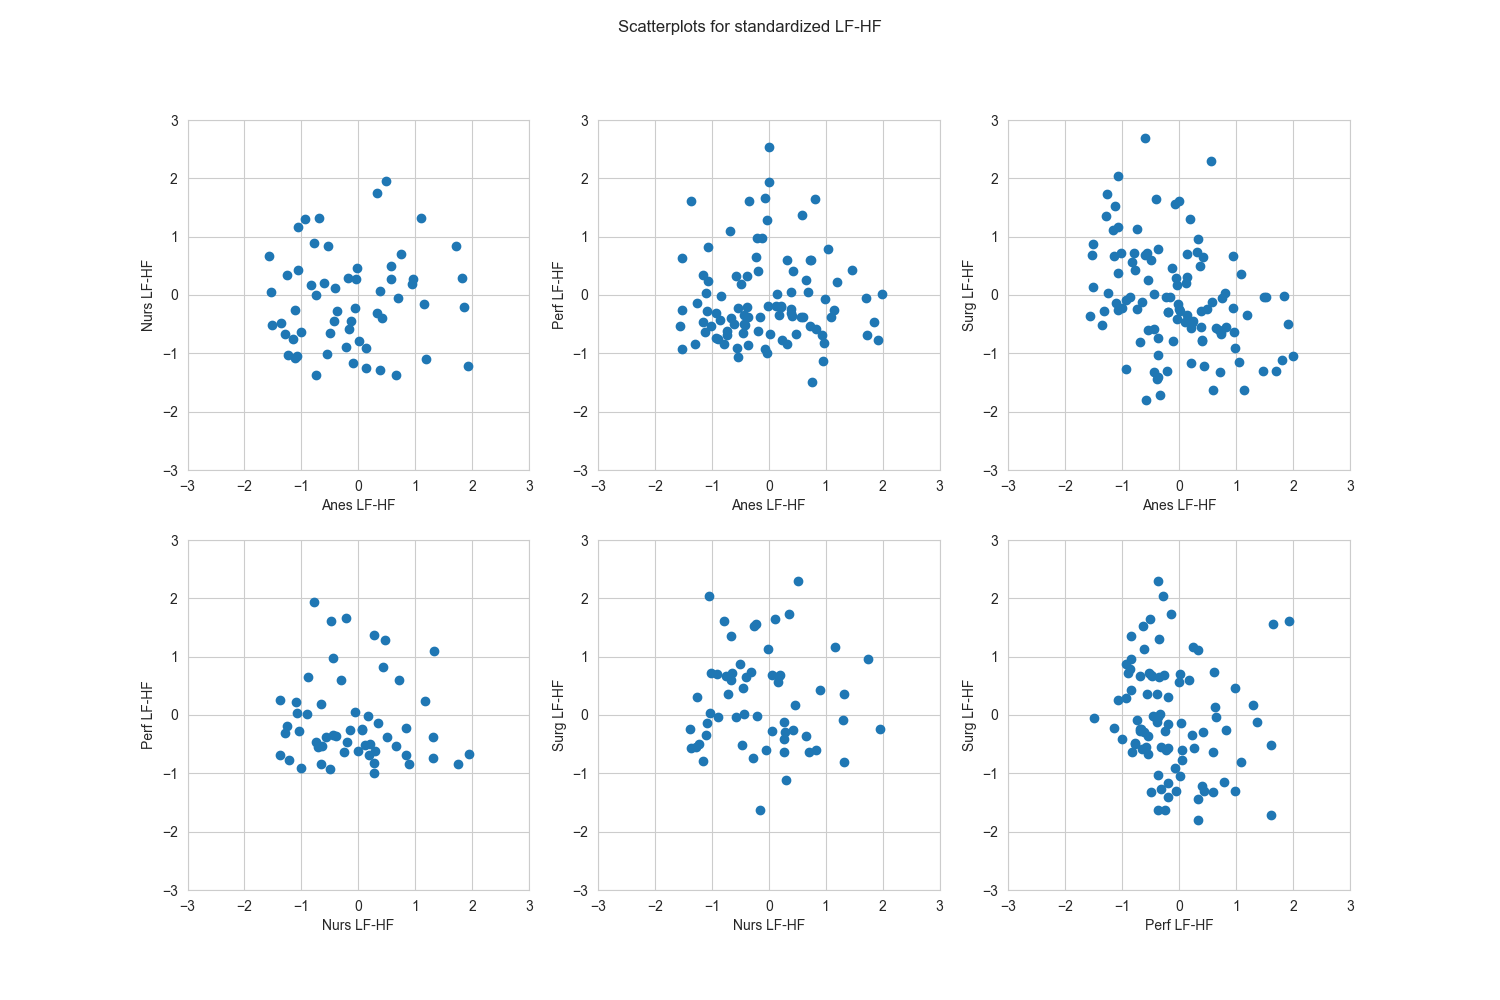 Scatterplots for standardized LF-HF
3
2
1
0
−1
−2
−3
Nurs LF-HF
−3 −2 −1 0 1 2 3
Anes LF-HF
3
2
1
0
−1
−2
−3
Perf LF-HF
−3 −2 −1 0 1 2 3
Anes LF-HF
3
2
1
0
−1
−2
−3
Surg LF-HF
−3 −2 −1 0 1 2 3
Anes LF-HF
3
2
1
0
−1
−2
−3
Perf LF-HF
−3 −2 −1 0 1 2 3
Nurs LF-HF
3
2
1
0
−1
−2
−3
Surg LF-HF
−3 −2 −1 0 1 2 3
Nurs LF-HF
3
2
1
0
−1
−2
−3
Surg LF-HF
−3 −2 −1 0 1 2 3
Perf LF-HF